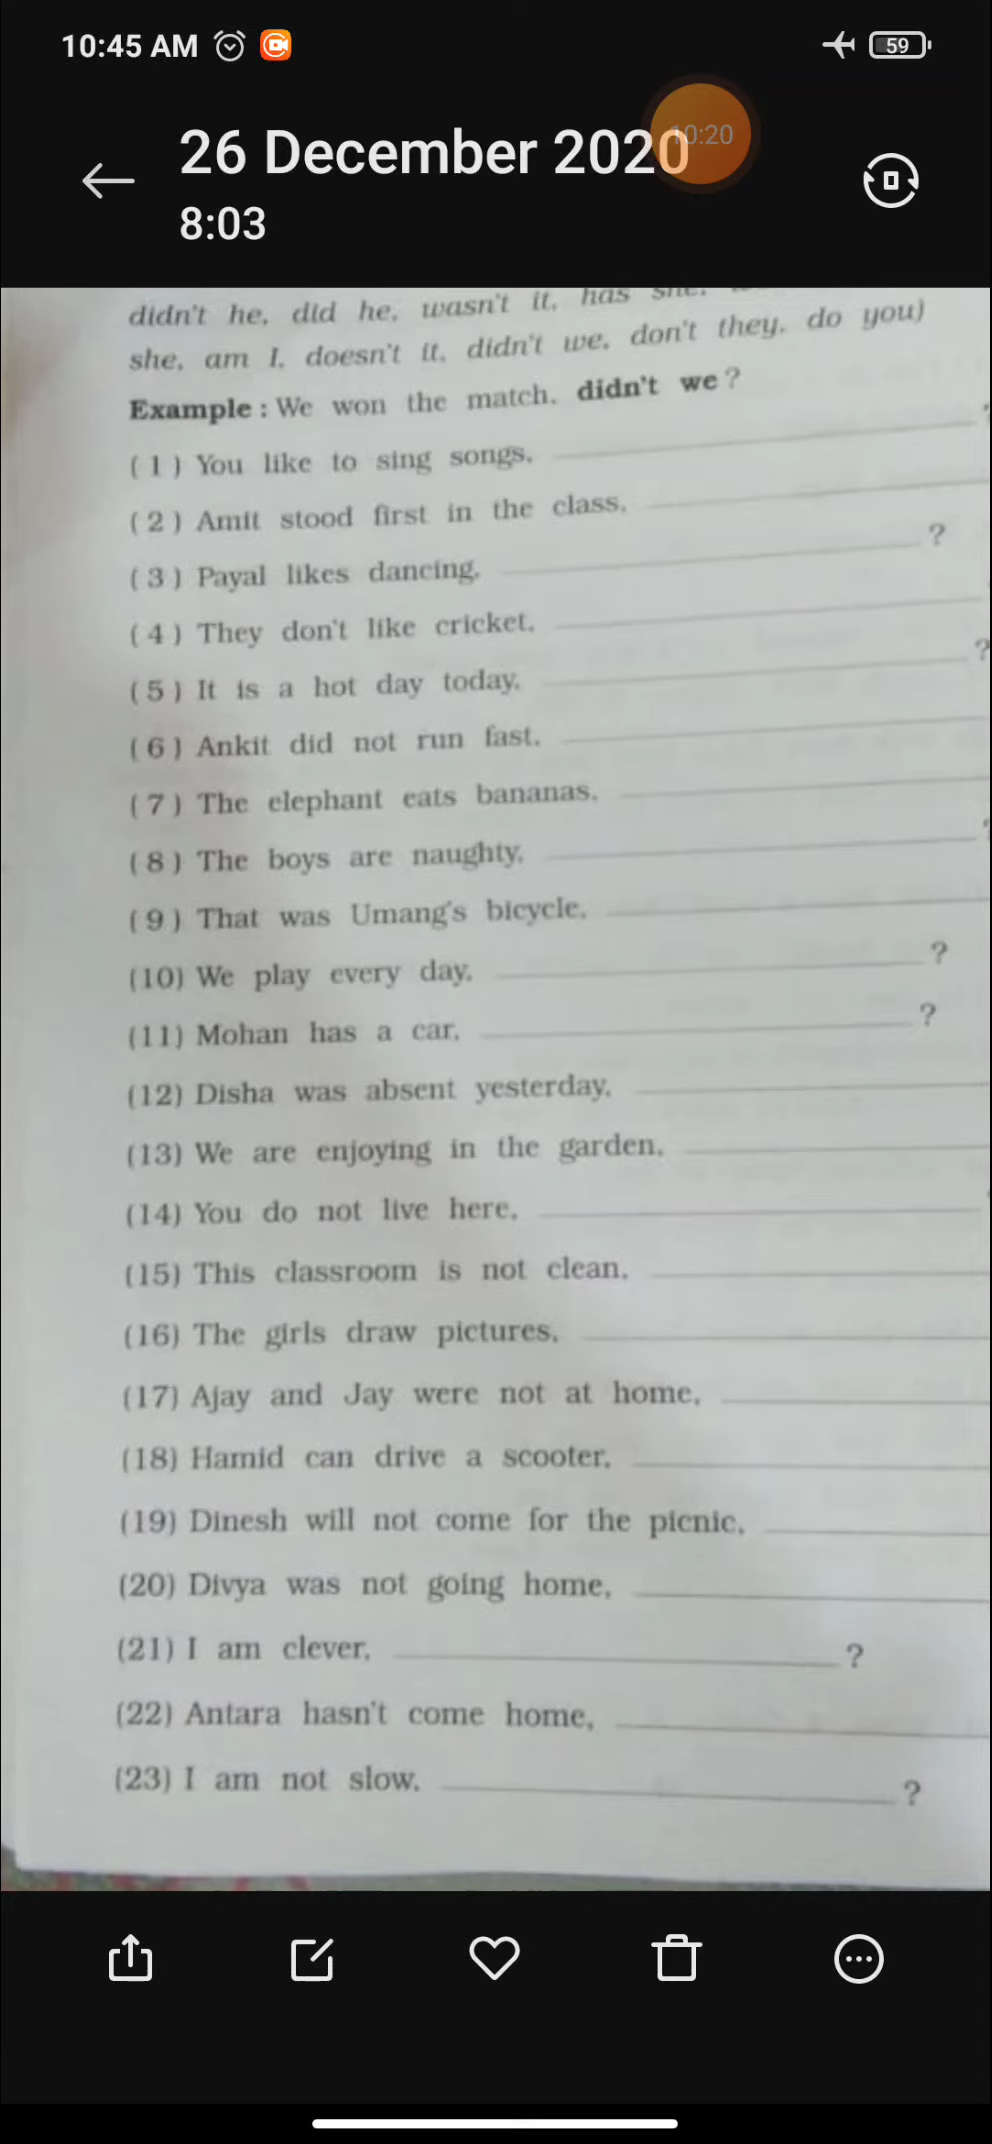 10:45 AM
59
26 December 2020
10:20
8:03
didn't he, did he, wasn't it, has she,
she, am I, doesn't it, didn't we, don't they, do you)
Example : We won the match, didn't we ?
( 1 ) You like to sing songs, ?
( 2 ) Amit stood first in the class,
( 3 ) Payal likes dancing, ?
( 4 ) They don't like cricket,
( 5 ) It is a hot day today, ?
( 6 ) Ankit did not run fast,
( 7 ) The elephant eats bananas,
( 8 ) The boys are naughty,
( 9 ) That was Umang's bicycle,
(10) We play every day, ?
(11) Mohan has a car, ?
(12) Disha was absent yesterday,
(13) We are enjoying in the garden,
(14) You do not live here,
(15) This classroom is not clean,
(16) The girls draw pictures,
(17) Ajay and Jay were not at home,
(18) Hamid can drive a scooter,
(19) Dinesh will not come for the picnic,
(20) Divya was not going home,
(21) I am clever, ?
(22) Antara hasn't come home,
(23) I am not slow, ?